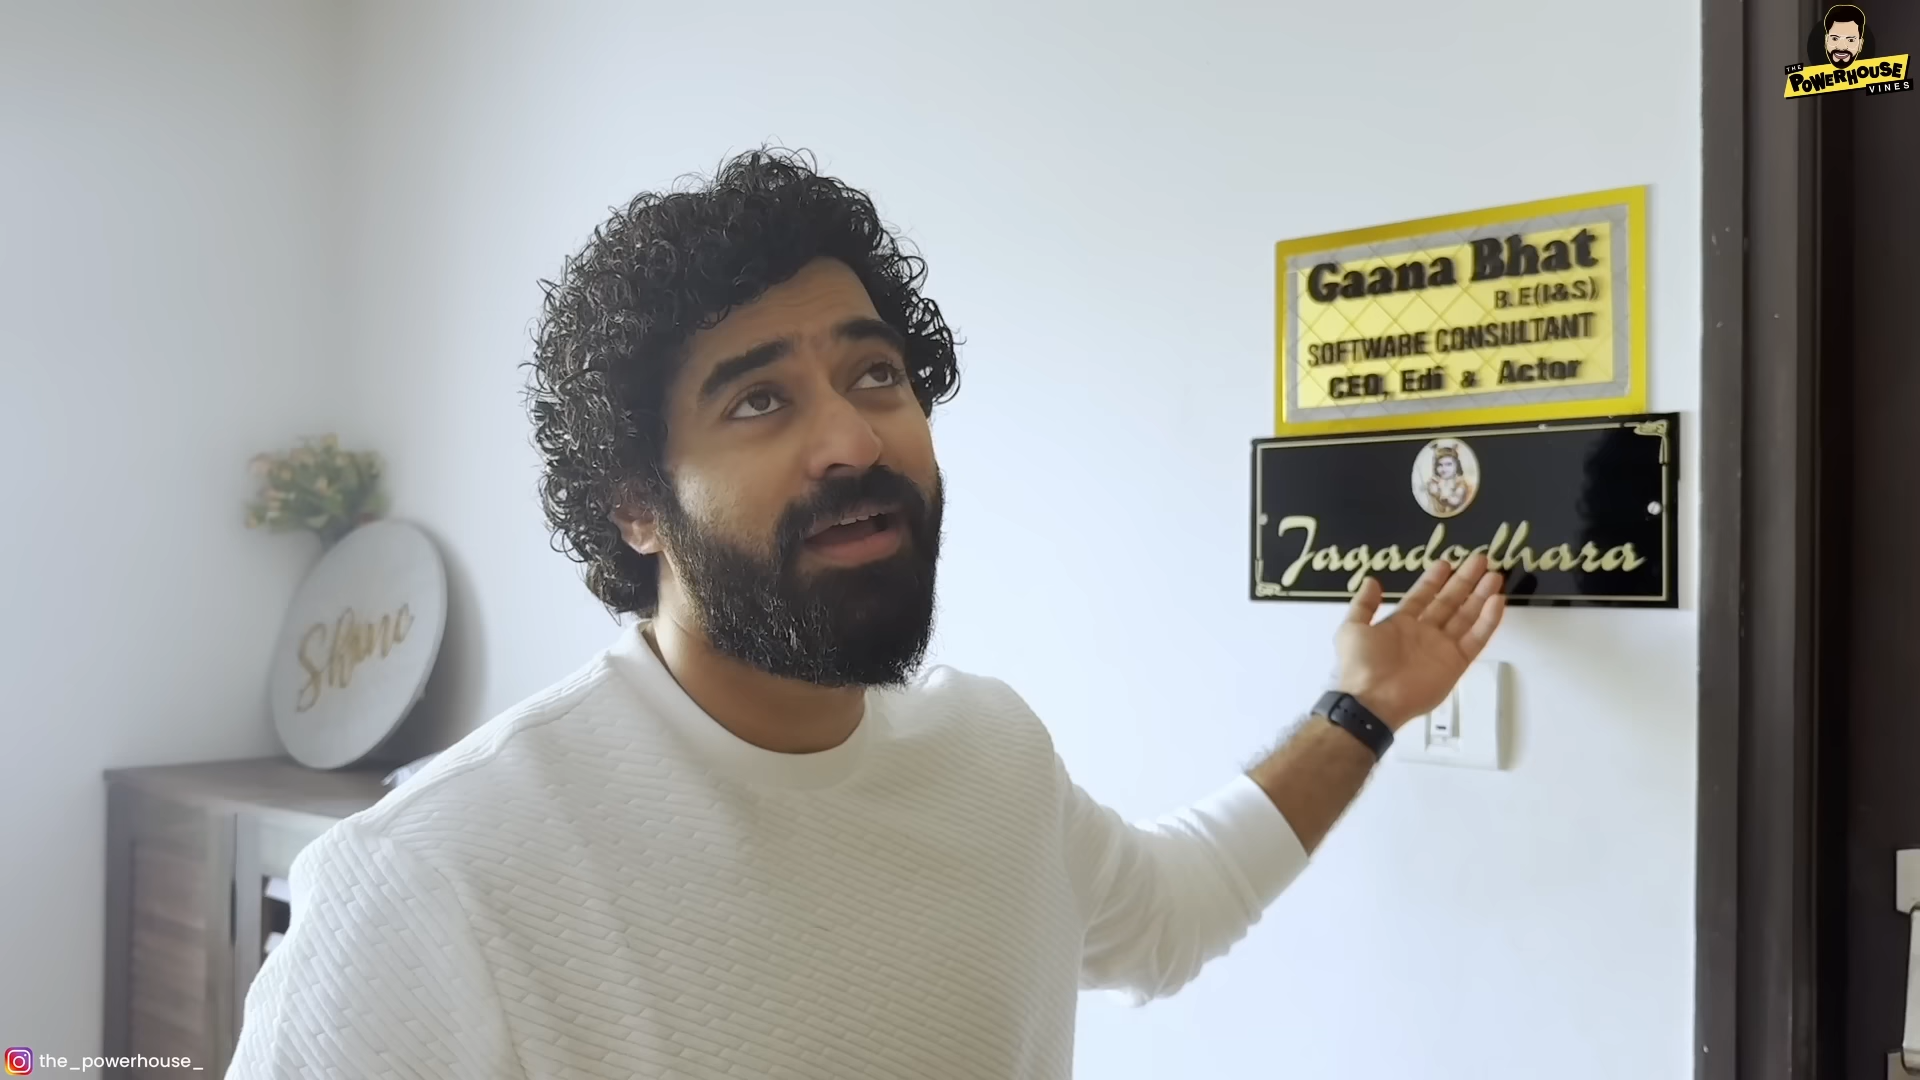 THE
POWERHOUSE
VINES
Gaana Bhat
B.E(I&S)
SOFTWARE CONSULTANT
CEO, Edi & Actor
Jagadodhara
Shine
the_powerhouse_